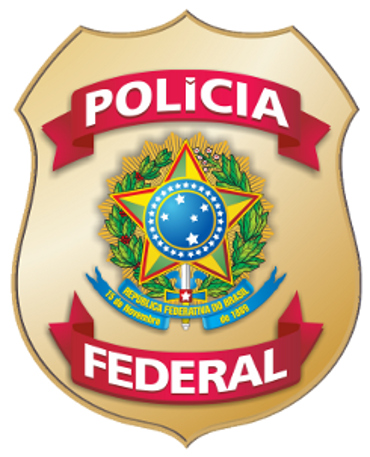 POLÍCIA
REPÚBLICA FEDERATIVA DO BRASIL
15 de Novembro
de 1889
FEDERAL